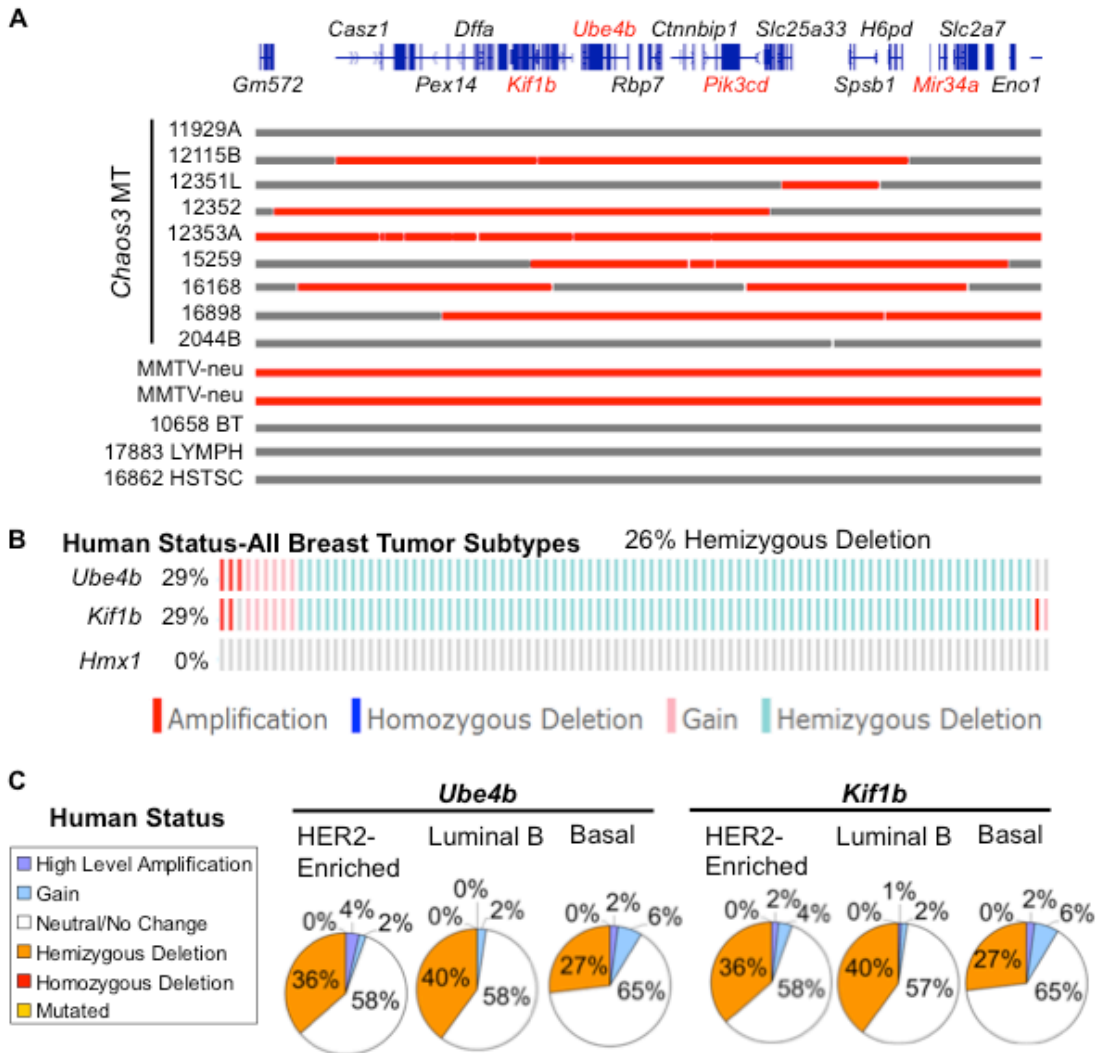 A
Casz1 Dffa Ube4b Ctnnbip1 Slc25a33 H6pd Slc2a7
Gm572 Pex14 Kif1b Rbp7 Pik3cd Spsb1 Mir34a Eno1
Chaos3 MT
11929A
12115B
12351L
12352
12353A
15259
16168
16898
2044B
MMTV-neu
MMTV-neu
10658 BT
17883 LYMPH
16862 HSTSC
B Human Status-All Breast Tumor Subtypes 26% Hemizygous Deletion
Ube4b 29%
Kif1b 29%
Hmx1 0%
Amplification Homozygous Deletion Gain Hemizygous Deletion
C
Human Status
High Level Amplification
Gain
Neutral/No Change
Hemizygous Deletion
Homozygous Deletion
Mutated
Ube4b Kif1b
HER2-Enriched Luminal B Basal HER2-Enriched Luminal B Basal
0% 4% 2% 36% 58%
0% 0% 2% 40% 58%
0% 2% 6% 27% 65%
0% 2% 4% 36% 58%
0% 1% 2% 40% 57%
0% 2% 6% 27% 65%